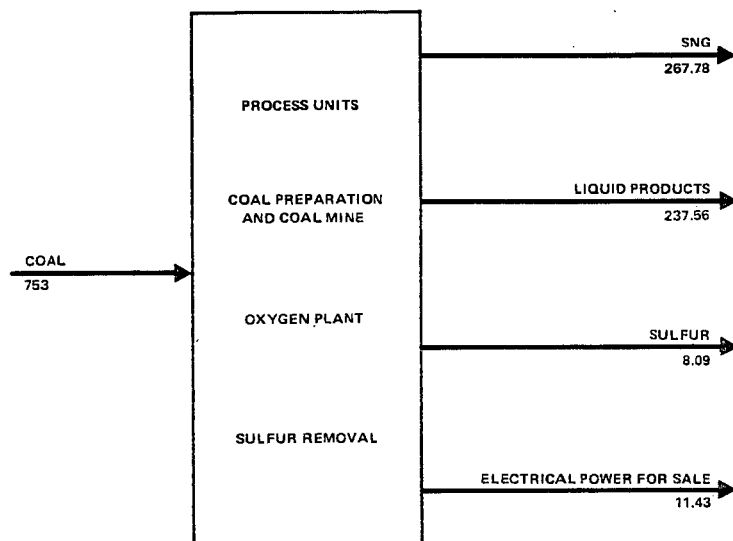 COAL
753
PROCESS UNITS
COAL PREPARATION
AND COAL MINE
OXYGEN PLANT
SULFUR REMOVAL
SNG
267.78
LIQUID PRODUCTS
237.56
SULFUR
8.09
ELECTRICAL POWER FOR SALE
11.43